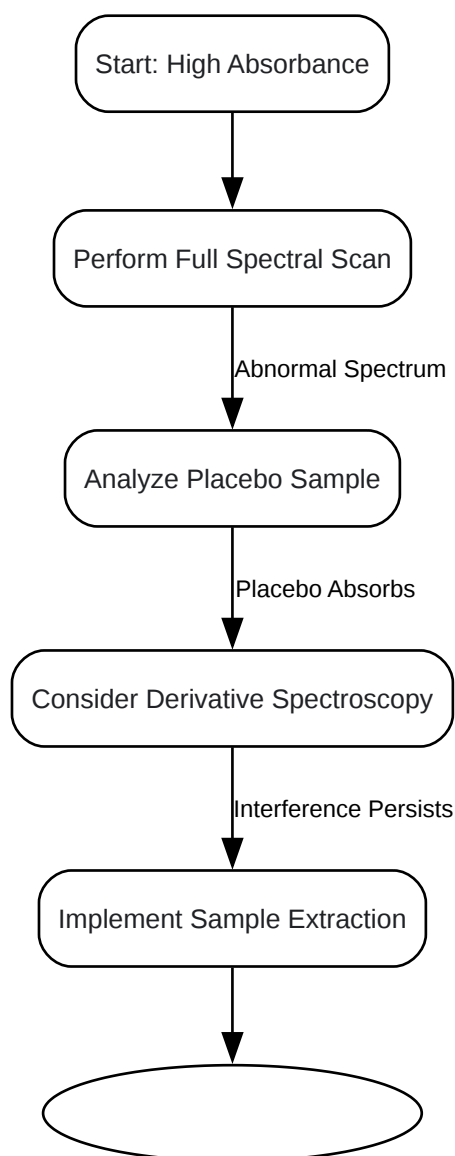 Start: High Absorbance
Perform Full Spectral Scan
Abnormal Spectrum
Analyze Placebo Sample
Placebo Absorbs
Consider Derivative Spectroscopy
Interference Persists
Implement Sample Extraction